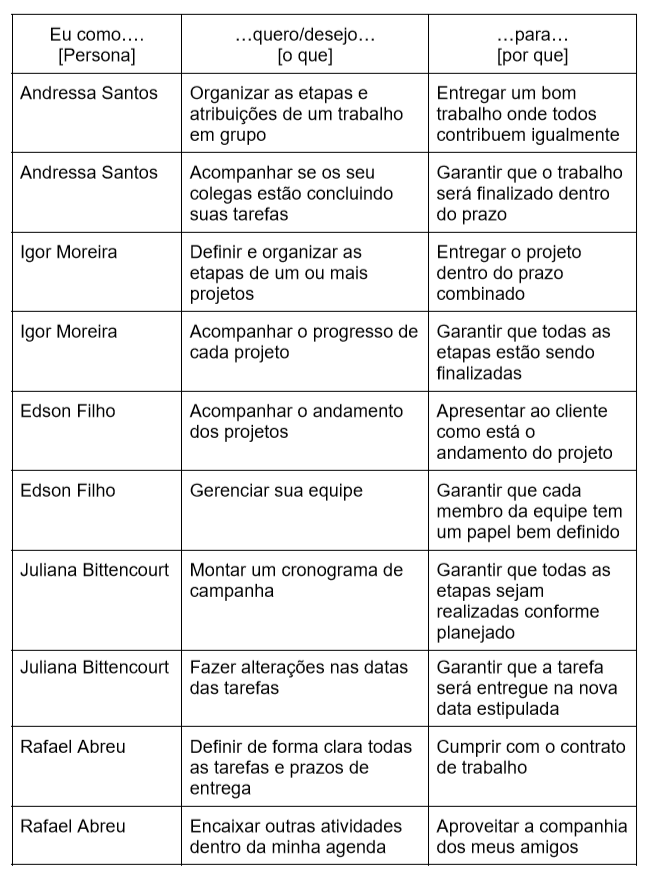 Eu como….
[Persona]
…quero/desejo…
[o que]
…para…
[por que]
Andressa Santos
Organizar as etapas e
atribuições de um trabalho
em grupo
Entregar um bom
trabalho onde todos
contribuem igualmente
Andressa Santos
Acompanhar se os seu
colegas estão concluindo
suas tarefas
Garantir que o trabalho
será finalizado dentro
do prazo
Igor Moreira
Definir e organizar as
etapas de um ou mais
projetos
Entregar o projeto
dentro do prazo
combinado
Igor Moreira
Acompanhar o progresso de
cada projeto
Garantir que todas as
etapas estão sendo
finalizadas
Edson Filho
Acompanhar o andamento
dos projetos
Apresentar ao cliente
como está o
andamento do projeto
Edson Filho
Gerenciar sua equipe
Garantir que cada
membro da equipe tem
um papel bem definido
Juliana Bittencourt
Montar um cronograma de
campanha
Garantir que todas as
etapas sejam
realizadas conforme
planejado
Juliana Bittencourt
Fazer alterações nas datas
das tarefas
Garantir que a tarefa
será entregue na nova
data estipulada
Rafael Abreu
Definir de forma clara todas
as tarefas e prazos de
entrega
Cumprir com o contrato
de trabalho
Rafael Abreu
Encaixar outras atividades
dentro da minha agenda
Aproveitar a companhia
dos meus amigos